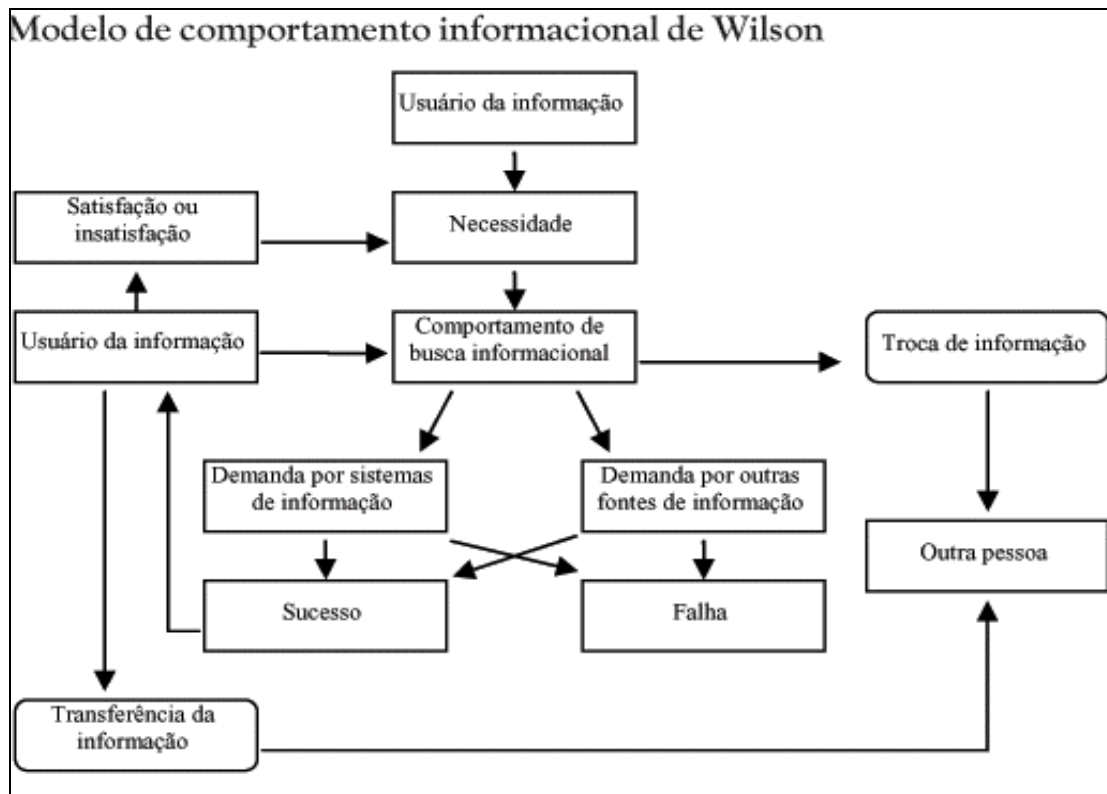 Modelo de comportamento informacional de Wilson
Usuário da informação
Satisfação ou
insatisfação
Necessidade
Usuário da informação
Comportamento de
busca informacional
Troca de informação
Demanda por sistemas
de informação
Demanda por outras
fontes de informação
Outra pessoa
Sucesso
Falha
Transferência da
informação